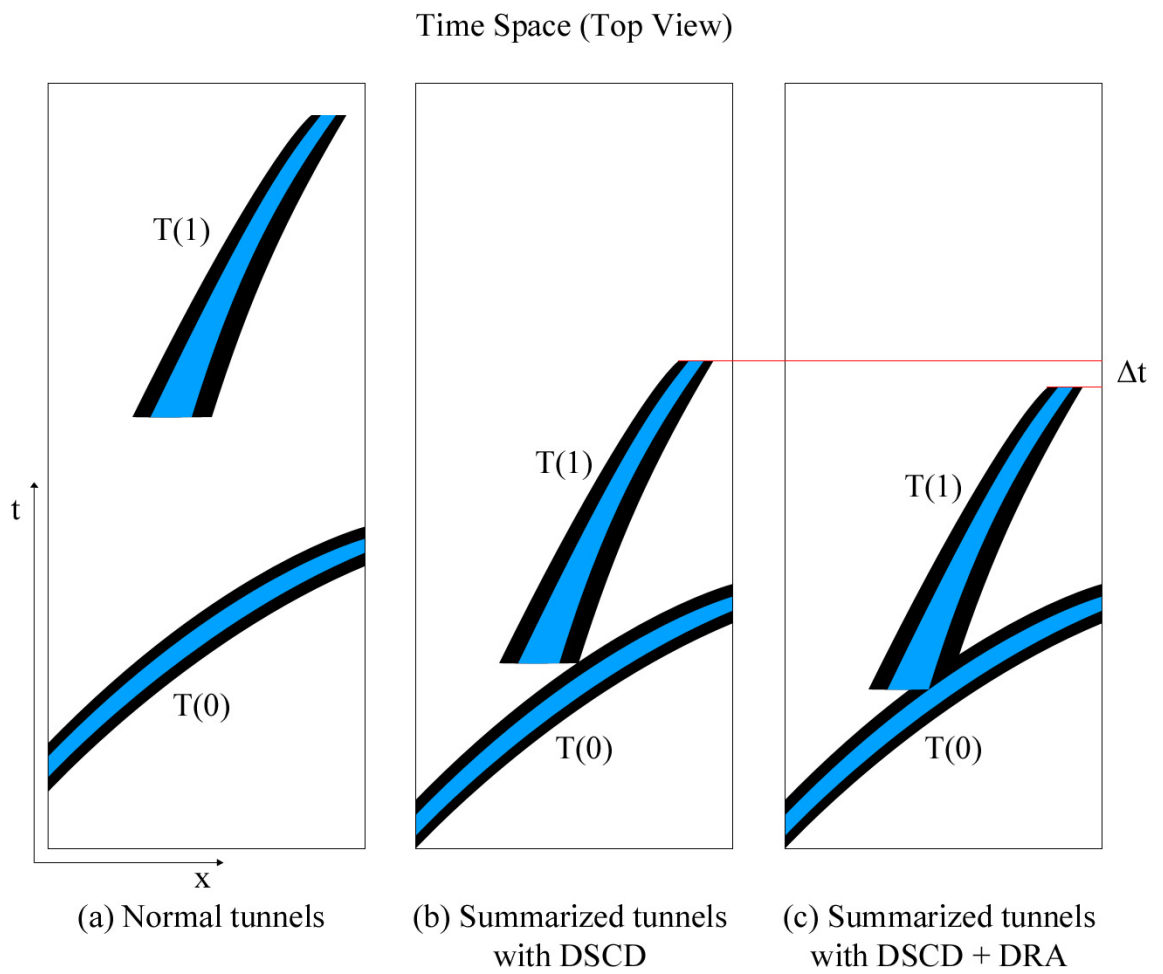 Time Space (Top View)
T(1)
T(0)
t
x
T(1)
T(0)
T(1)
T(0)
Δt
(a) Normal tunnels
(b) Summarized tunnels
with DSCD
(c) Summarized tunnels
with DSCD + DRA